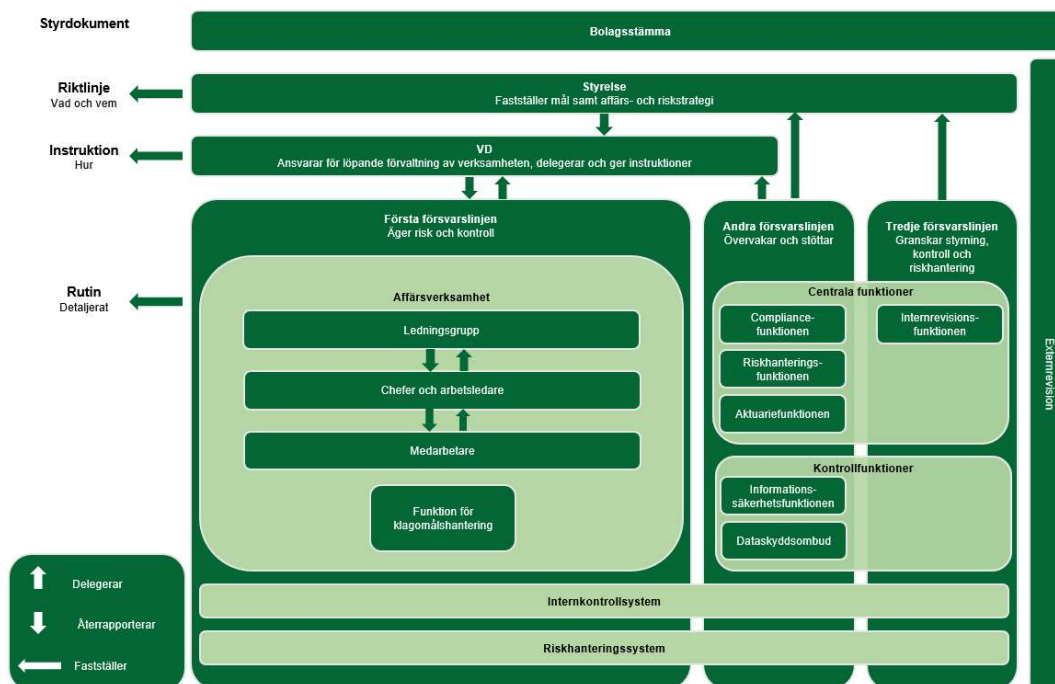 Styrdokument
Bolagsstämma
Riktlinje
Vad och vem
Styrelse
Fastställer mål samt affärs- och riskstrategi
Instruktion
Hur
VD
Ansvarar för löpande förvaltning av verksamheten, delegerar och ger instruktioner
Första försvarslinjen
Äger risk och kontroll
Andra försvarslinjen
Övervakar och stöttar
Tredje försvarslinjen
Granskar styrning,
kontroll och
riskhantering
Rutin
Detaljerat
Affärsverksamhet
Ledningsgrupp
Chefer och arbetsledare
Medarbetare
Funktion för
klagomålshantering
Centrala funktioner
Compliance-
funktionen
Internrevisions-
funktionen
Riskhanterings-
funktionen
Aktuariefunktionen
Kontrollfunktioner
Informations-
säkerhetsfunktionen
Dataskyddsombud
Externrevision
Internkontrollsystem
Riskhanteringssystem
Delegerar
Återrapporterar
Fastställer